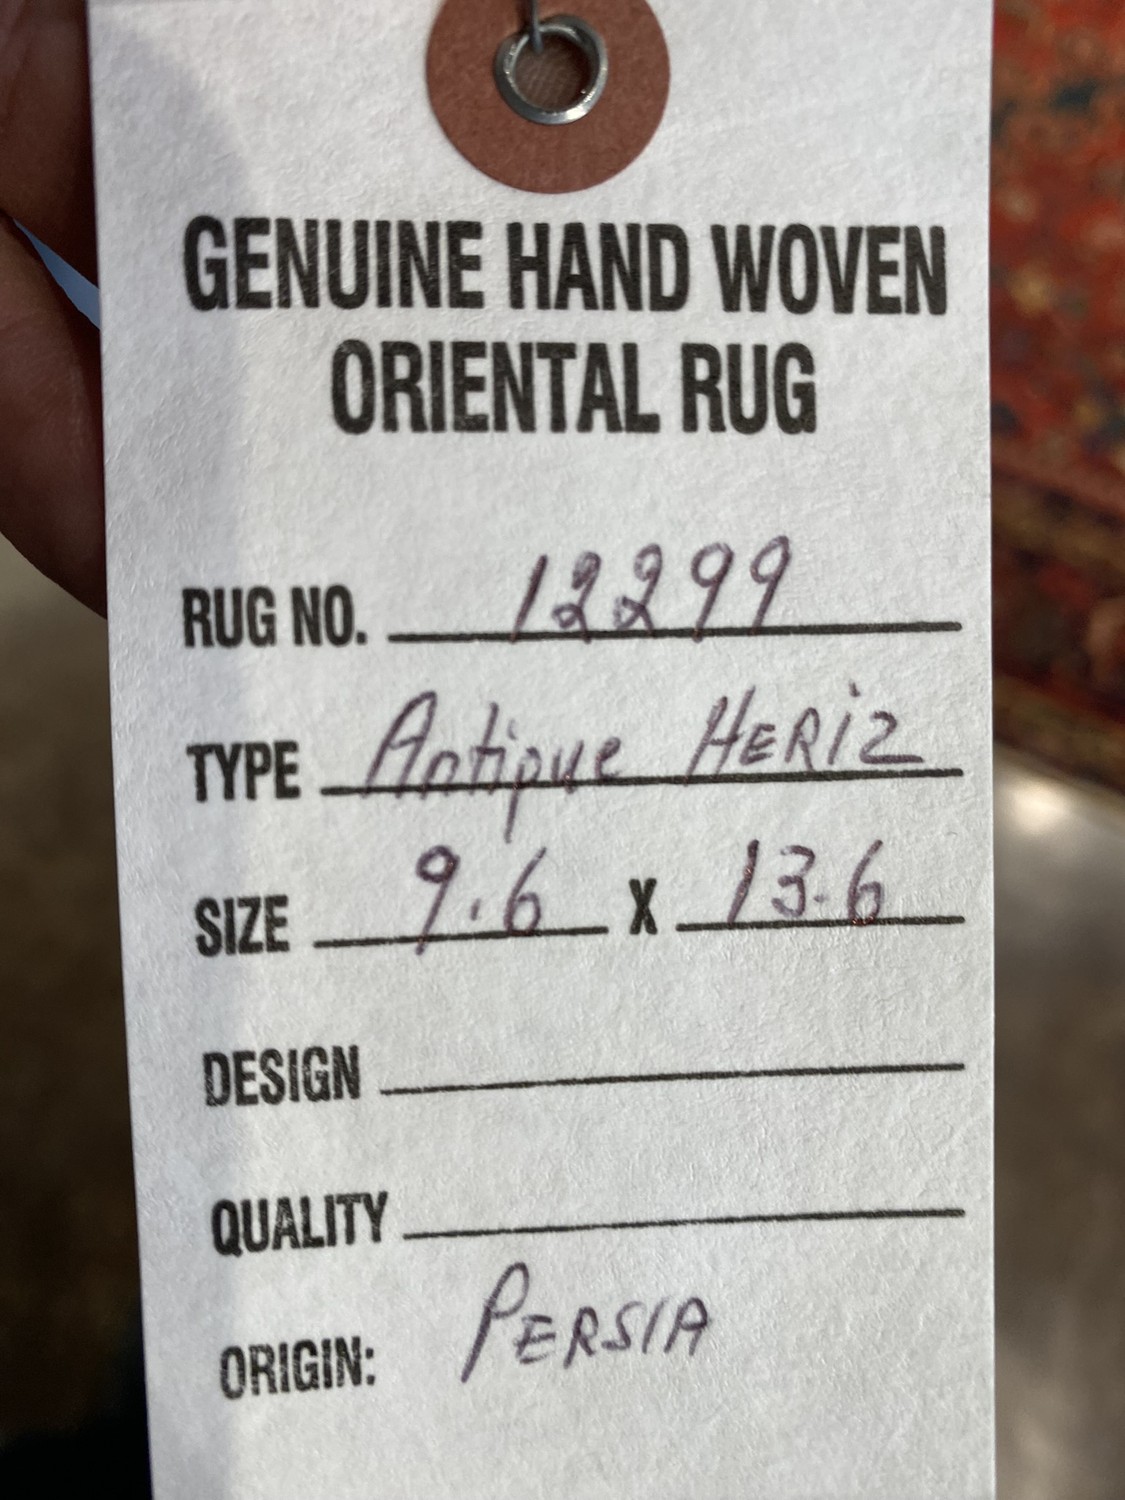 GENUINE HAND WOVEN
ORIENTAL RUG
RUG NO. 12299
TYPE Antique HERiZ
SIZE 9.6 X 13.6
DESIGN
QUALITY
ORIGIN: PERSIA